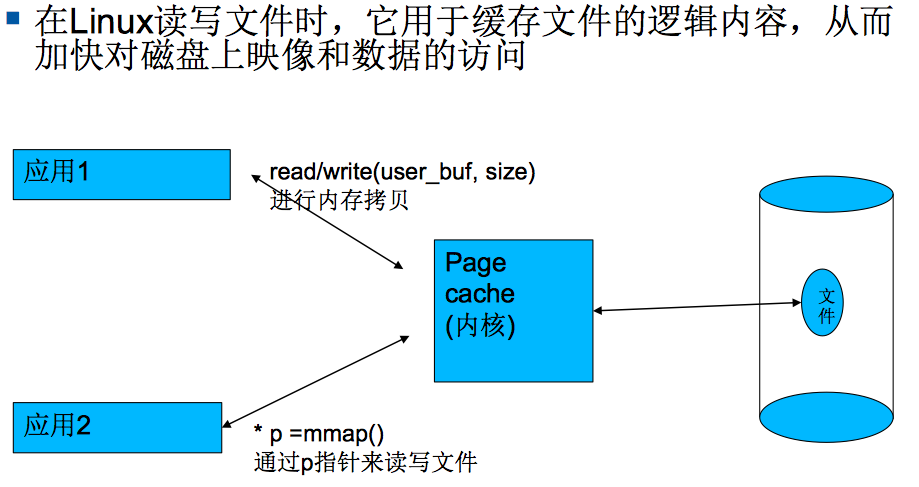 在Linux读写文件时，它用于缓存文件的逻辑内容，从而
加快对磁盘上映像和数据的访问
应用1
read/write(user_buf, size)
进行内存拷贝
Page
cache
(内核)
文
件
应用2
* p =mmap()
通过p指针来读写文件